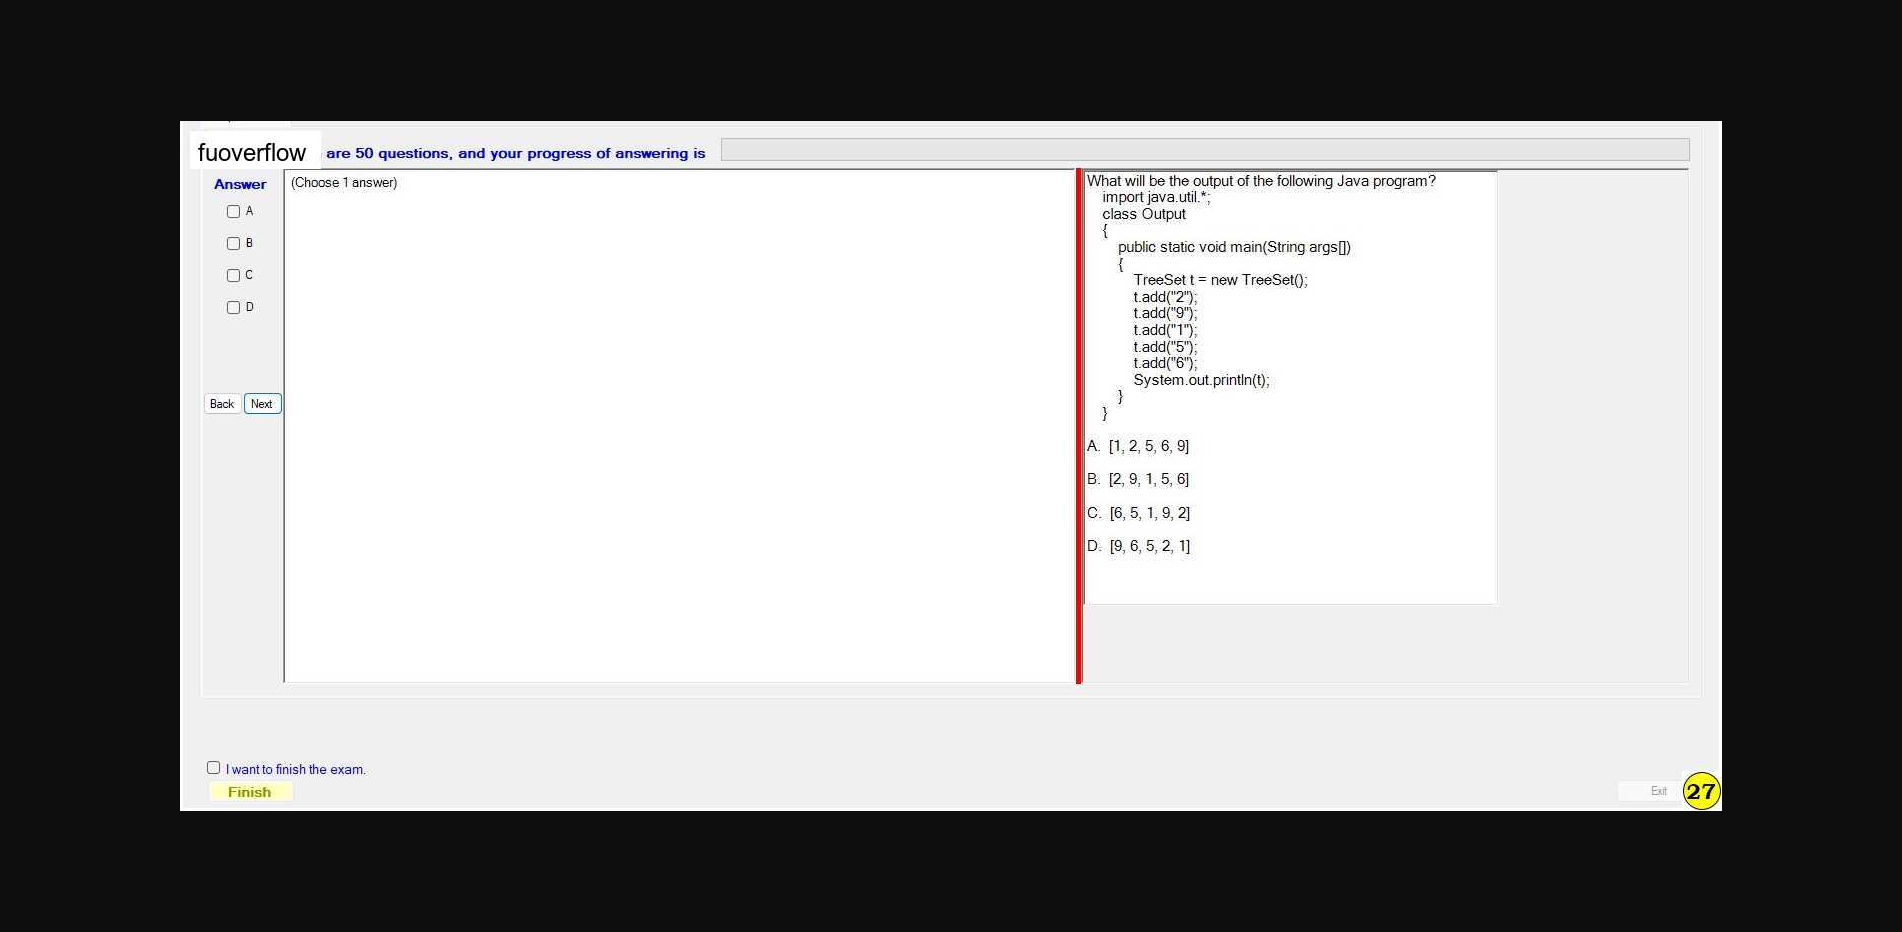 fuoverflow are 50 questions, and your progress of answering is
Answer
A
B
C
D
Back Next
(Choose 1 answer)
What will be the output of the following Java program?
import java.util.*;
class Output
{
public static void main(String args[])
{
TreeSet t = new TreeSet();
t.add("2");
t.add("9");
t.add("1");
t.add("5");
t.add("6");
System.out.println(t);
}
}
A. [1, 2, 5, 6, 9]
B. [2, 9, 1, 5, 6]
C. [6, 5, 1, 9, 2]
D. [9, 6, 5, 2, 1]
I want to finish the exam.
Finish
Exit
27